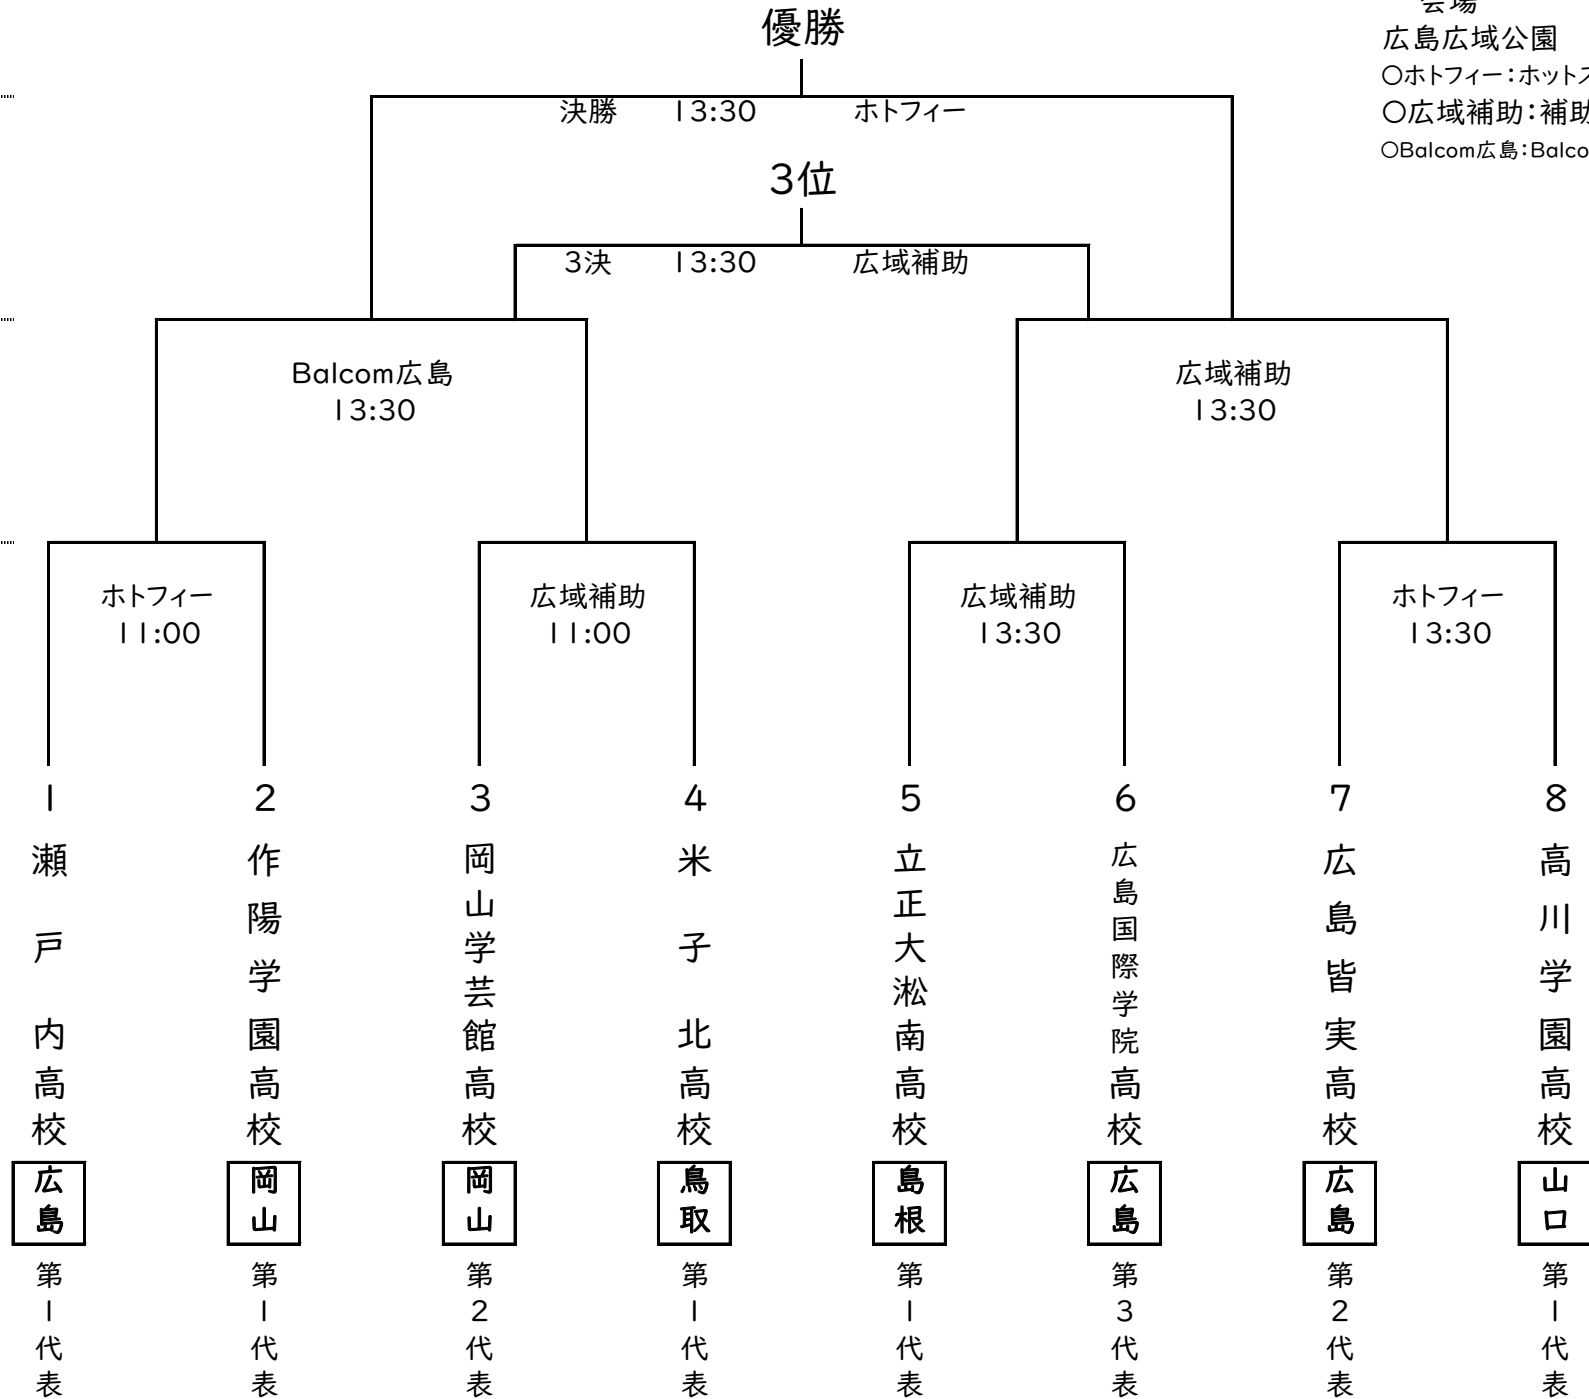 優勝
会場
広島広域公園
○ホトフィー：ホット
○広域補助：補助
○Balcom広島：Balco
決勝 13:30 ホトフィー
3位
3決 13:30 広域補助
Balcom広島
13:30
広域補助
13:30
ホトフィー
11:00
広域補助
11:00
広域補助
13:30
ホトフィー
13:30
1
瀬戸内高校
広島
第1代表
2
作陽学園高校
岡山
第1代表
3
岡山学芸館高校
岡山
第2代表
4
米子北高校
鳥取
第1代表
5
立正大淞南高校
島根
第1代表
6
広島国際学院高校
広島
第3代表
7
広島皆実高校
広島
第2代表
8
高川学園高校
山口
第1代表